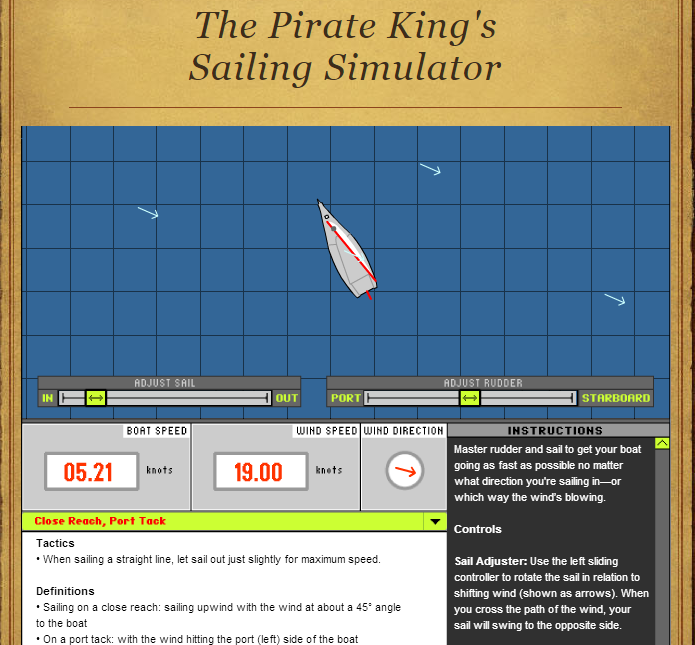 The Pirate King's
Sailing Simulator
ADJUST SAIL
IN
OUT
ADJUST RUDDER
PORT
STARBOARD
BOAT SPEED
05.21 knots
WIND SPEED
19.00 knots
WIND DIRECTION
Close Reach, Port Tack
Tactics
• When sailing a straight line, let sail out just slightly for maximum speed.
Definitions
• Sailing on a close reach: sailing upwind with the wind at about a 45° angle
to the boat
• On a port tack: with the wind hitting the port (left) side of the boat
INSTRUCTIONS
Master rudder and sail to get your boat
going as fast as possible no matter
what direction you're sailing in—or
which way the wind's blowing.
Controls
Sail Adjuster: Use the left sliding
controller to rotate the sail in relation to
shifting wind (shown as arrows). When
you cross the path of the wind, your
sail will swing to the opposite side.